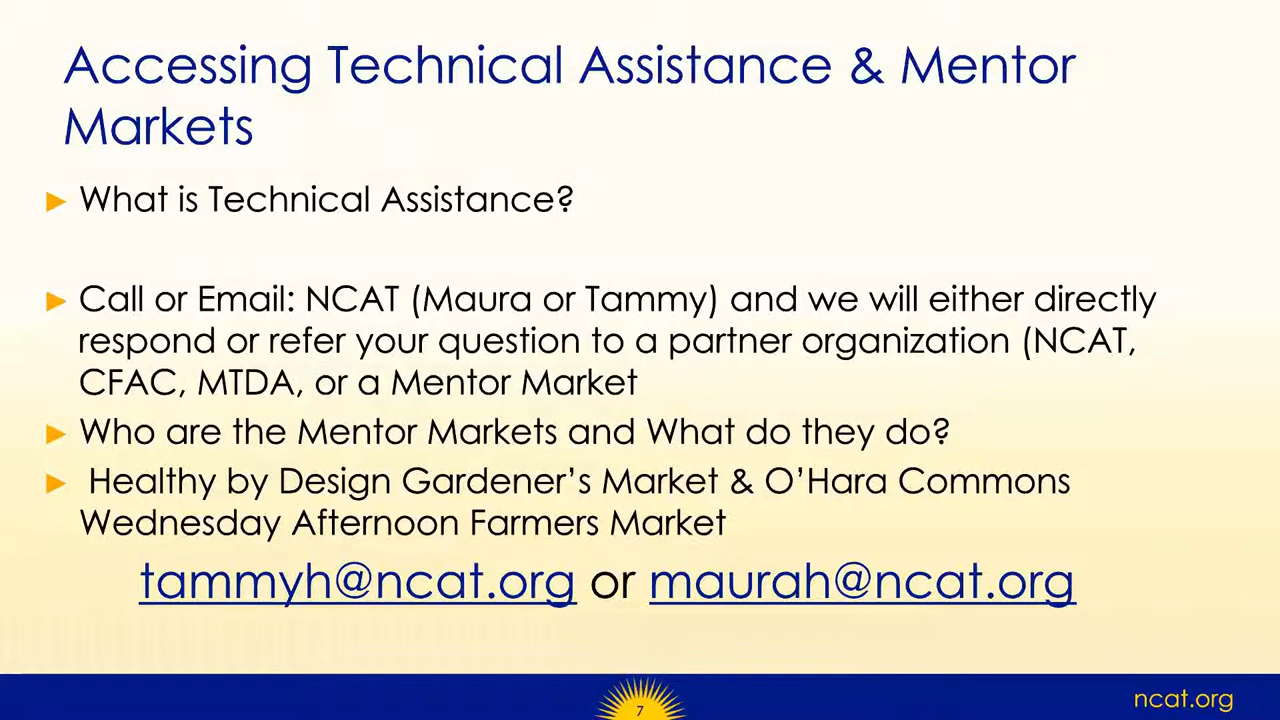 Accessing Technical Assistance & Mentor
Markets
What is Technical Assistance?
Call or Email: NCAT (Maura or Tammy) and we will either directly
respond or refer your question to a partner organization (NCAT,
CFAC, MTDA, or a Mentor Market
Who are the Mentor Markets and What do they do?
Healthy by Design Gardener’s Market & O’Hara Commons
Wednesday Afternoon Farmers Market
tammyh@ncat.org or maurah@ncat.org
7
ncat.org